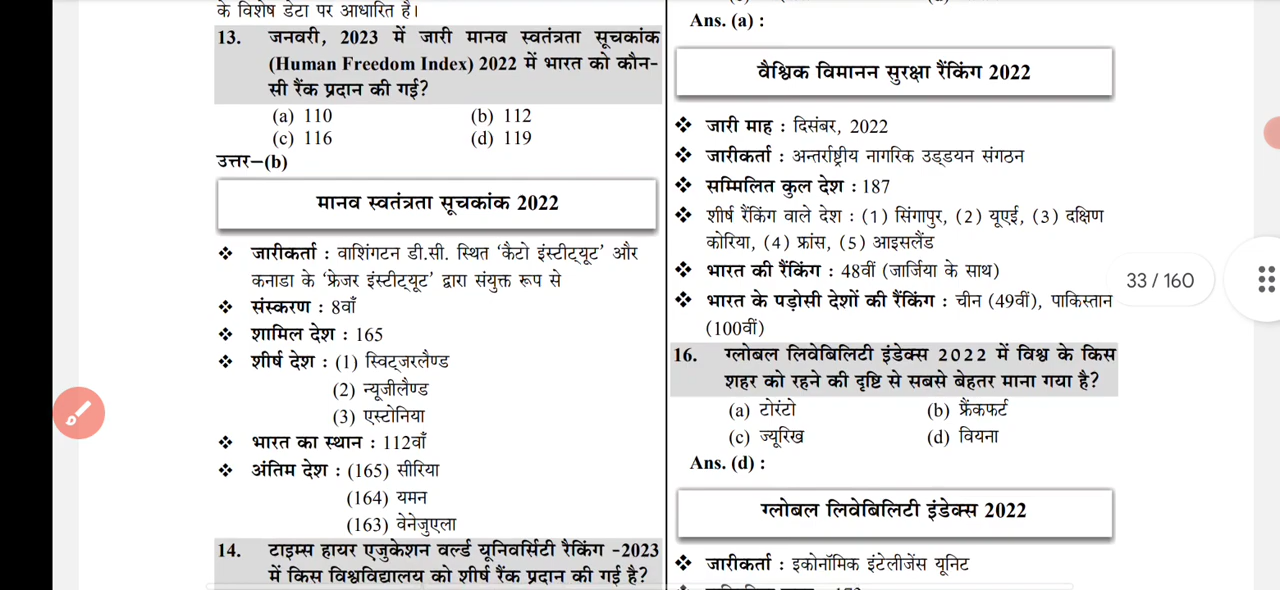 के विशेष डेटा पर आधारित है।
13. जनवरी, 2023 में जारी मानव स्वतंत्रता सूचकांक
(Human Freedom Index) 2022 में भारत को कौन-
सी रैंक प्रदान की गई?
(a) 110 (b) 112
(c) 116 (d) 119
उत्तर–(b)
मानव स्वतंत्रता सूचकांक 2022
❖ जारीकर्ता : वाशिंगटन डी.सी. स्थित ‘कैटो इंस्टीट्यूट’ और
कनाडा के ‘फ्रेजर इंस्टीट्यूट’ द्वारा संयुक्त रूप से
❖ संस्करण : 8वाँ
❖ शामिल देश : 165
❖ शीर्ष देश : (1) स्विट्जरलैण्ड
(2) न्यूजीलैण्ड
(3) एस्टोनिया
❖ भारत का स्थान : 112वाँ
❖ अंतिम देश : (165) सीरिया
(164) यमन
(163) वेनेजुएला
14. टाइम्स हायर एजुकेशन वर्ल्ड यूनिवर्सिटी रैकिंग -2023
में किस विश्वविद्यालय को शीर्ष रैंक प्रदान की गई है?
Ans. (a) :
वैश्विक विमानन सुरक्षा रैंकिंग 2022
❖ जारी माह : दिसंबर, 2022
❖ जारीकर्ता : अन्तर्राष्ट्रीय नागरिक उड्डयन संगठन
❖ सम्मिलित कुल देश : 187
❖ शीर्ष रैंकिंग वाले देश : (1) सिंगापुर, (2) यूएई, (3) दक्षिण
कोरिया, (4) फ्रांस, (5) आइसलैंड
❖ भारत की रैंकिंग : 48वीं (जार्जिया के साथ)
❖ भारत के पड़ोसी देशों की रैंकिंग : चीन (49वीं), पाकिस्तान
(100वीं)
16. ग्लोबल लिवेबिलिटी इंडेक्स 2022 में विश्व के किस
शहर को रहने की दृष्टि से सबसे बेहतर माना गया है?
(a) टोरंटो (b) फ्रैंकफर्ट
(c) ज्यूरिख (d) वियना
Ans. (d) :
ग्लोबल लिवेबिलिटी इंडेक्स 2022
❖ जारीकर्ता : इकोनॉमिक इंटेलीजेंस यूनिट
33 / 160